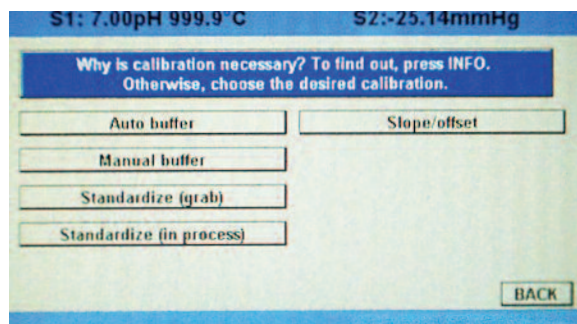 S1: 7.00pH 999.9°C S2:-25.14mmHg
Why is calibration necessary? To find out, press INFO.
Otherwise, choose the desired calibration.
Auto buffer Slope/offset
Manual buffer
Standardize (grab)
Standardize (in process)
BACK